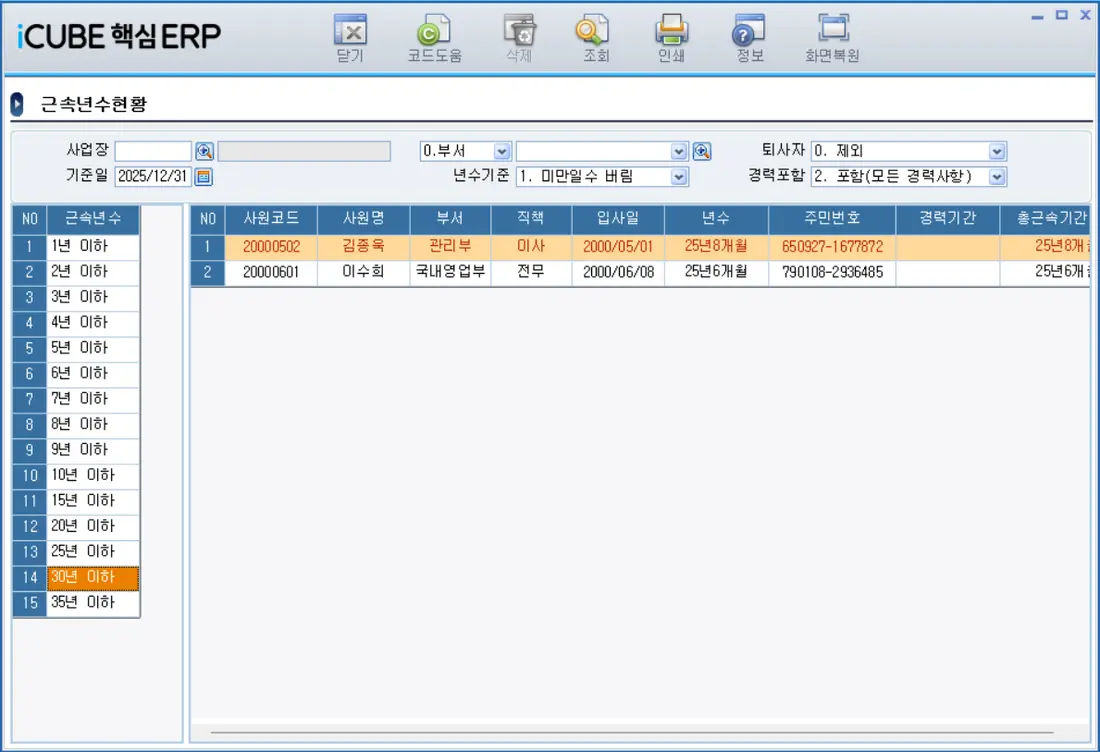 iCUBE 핵심ERP
닫기 코드도움 삭제 조회 인쇄 정보 화면복원
근속년수현황
사업장 0.부서 퇴사자 0. 제외
기준일 2025/12/31 년수기준 1. 미만일수 버림 경력포함 2. 포함(모든 경력사항)
NO 근속년수
1 1년 이하
2 2년 이하
3 3년 이하
4 4년 이하
5 5년 이하
6 6년 이하
7 7년 이하
8 8년 이하
9 9년 이하
10 10년 이하
11 15년 이하
12 20년 이하
13 25년 이하
14 30년 이하
15 35년 이하
NO 사원코드 사원명 부서 직책 입사일 년수 주민번호 경력기간 총근속기간
1 20000502 김종욱 관리부 이사 2000/05/01 25년8개월 650927-1677872 25년8개
2 20000601 이수희 국내영업부 전무 2000/06/08 25년6개월 790108-2936485 25년6개